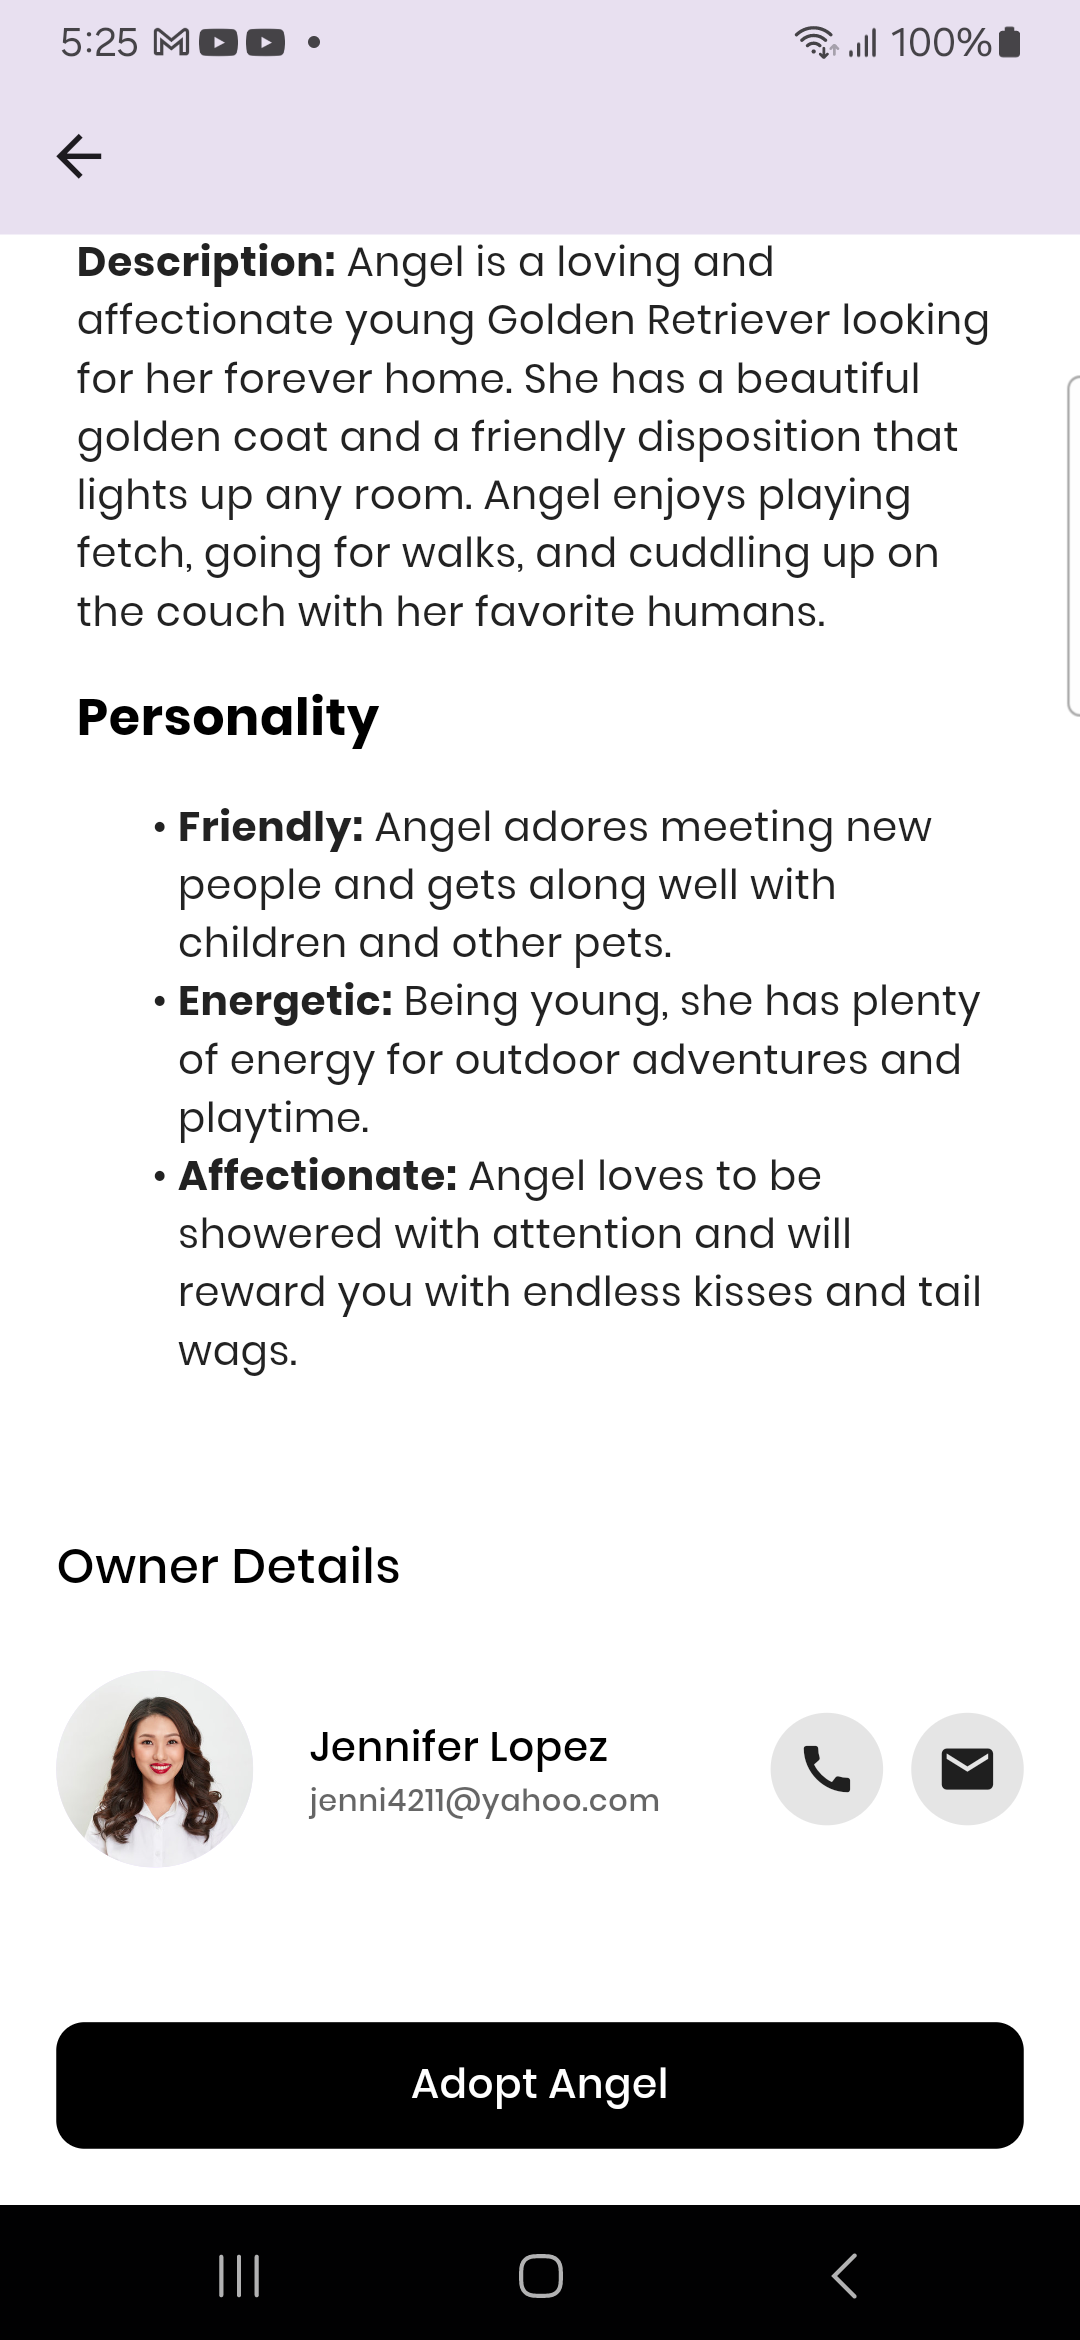 5:25
100%
Description: Angel is a loving and
affectionate young Golden Retriever looking
for her forever home. She has a beautiful
golden coat and a friendly disposition that
lights up any room. Angel enjoys playing
fetch, going for walks, and cuddling up on
the couch with her favorite humans.
Personality
• Friendly: Angel adores meeting new
people and gets along well with
children and other pets.
• Energetic: Being young, she has plenty
of energy for outdoor adventures and
playtime.
• Affectionate: Angel loves to be
showered with attention and will
reward you with endless kisses and tail
wags.
Owner Details
Jennifer Lopez
jenni4211@yahoo.com
Adopt Angel